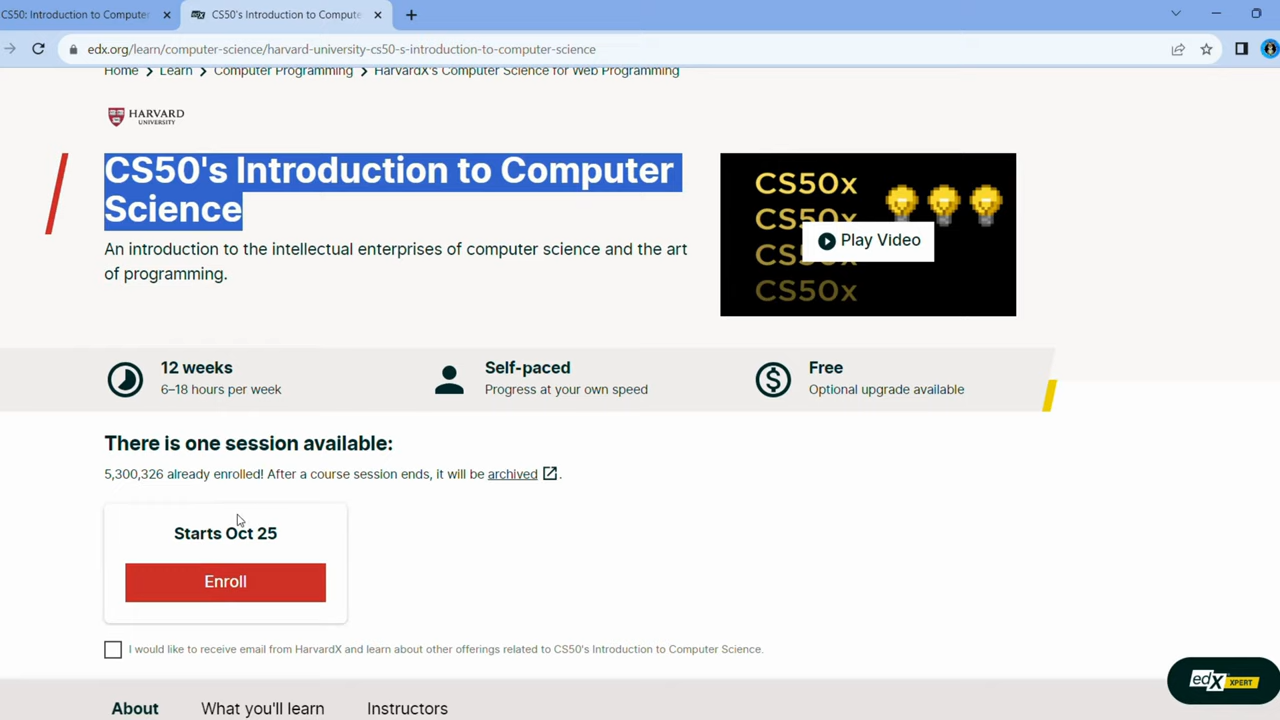 CS50: Introduction to Computer
CS50's Introduction to Compute
edx.org/learn/computer-science/harvard-university-cs50-s-introduction-to-computer-science
Home > Learn > Computer Programming > HarvardX's Computer Science for Web Programming
HARVARD
UNIVERSITY
CS50's Introduction to Computer
Science
An introduction to the intellectual enterprises of computer science and the art
of programming.
CS50x
CS50x
CS50x
CS50x
Play Video
12 weeks
6–18 hours per week
Self-paced
Progress at your own speed
Free
Optional upgrade available
There is one session available:
5,300,326 already enrolled! After a course session ends, it will be archived.
Starts Oct 25
Enroll
I would like to receive email from HarvardX and learn about other offerings related to CS50's Introduction to Computer Science.
About What you'll learn Instructors
edX XPERT